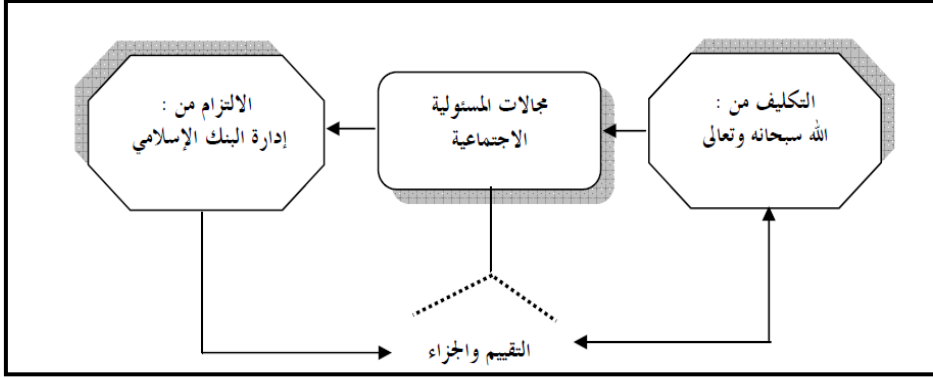 التكليف من :
الله سبحانه وتعالى
مجالات المسئولية
الاجتماعية
الالتزام من :
إدارة البنك الإسلامي
التقييم والجزاء